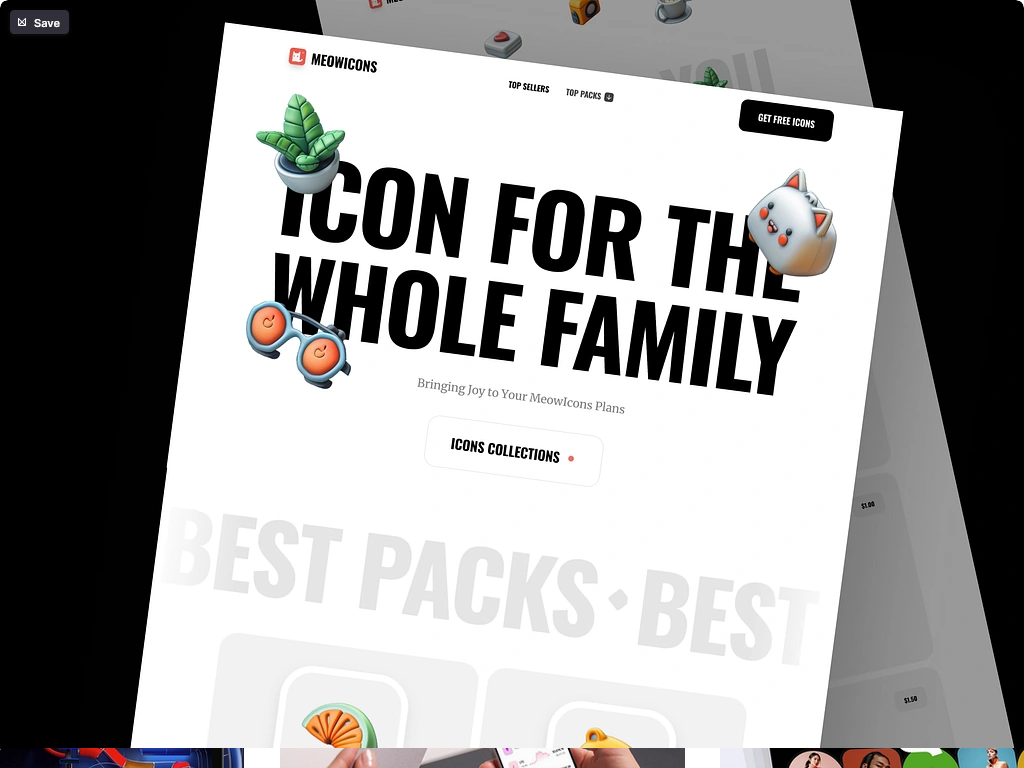 Save
YOU
MEOWICONS
TOP SELLERS
TOP PACKS
GET FREE ICONS
ICON FOR THE
WHOLE FAMILY
Bringing Joy to Your MeowIcons Plans
ICONS COLLECTIONS
$1.00
BEST PACKS BEST
$1.50